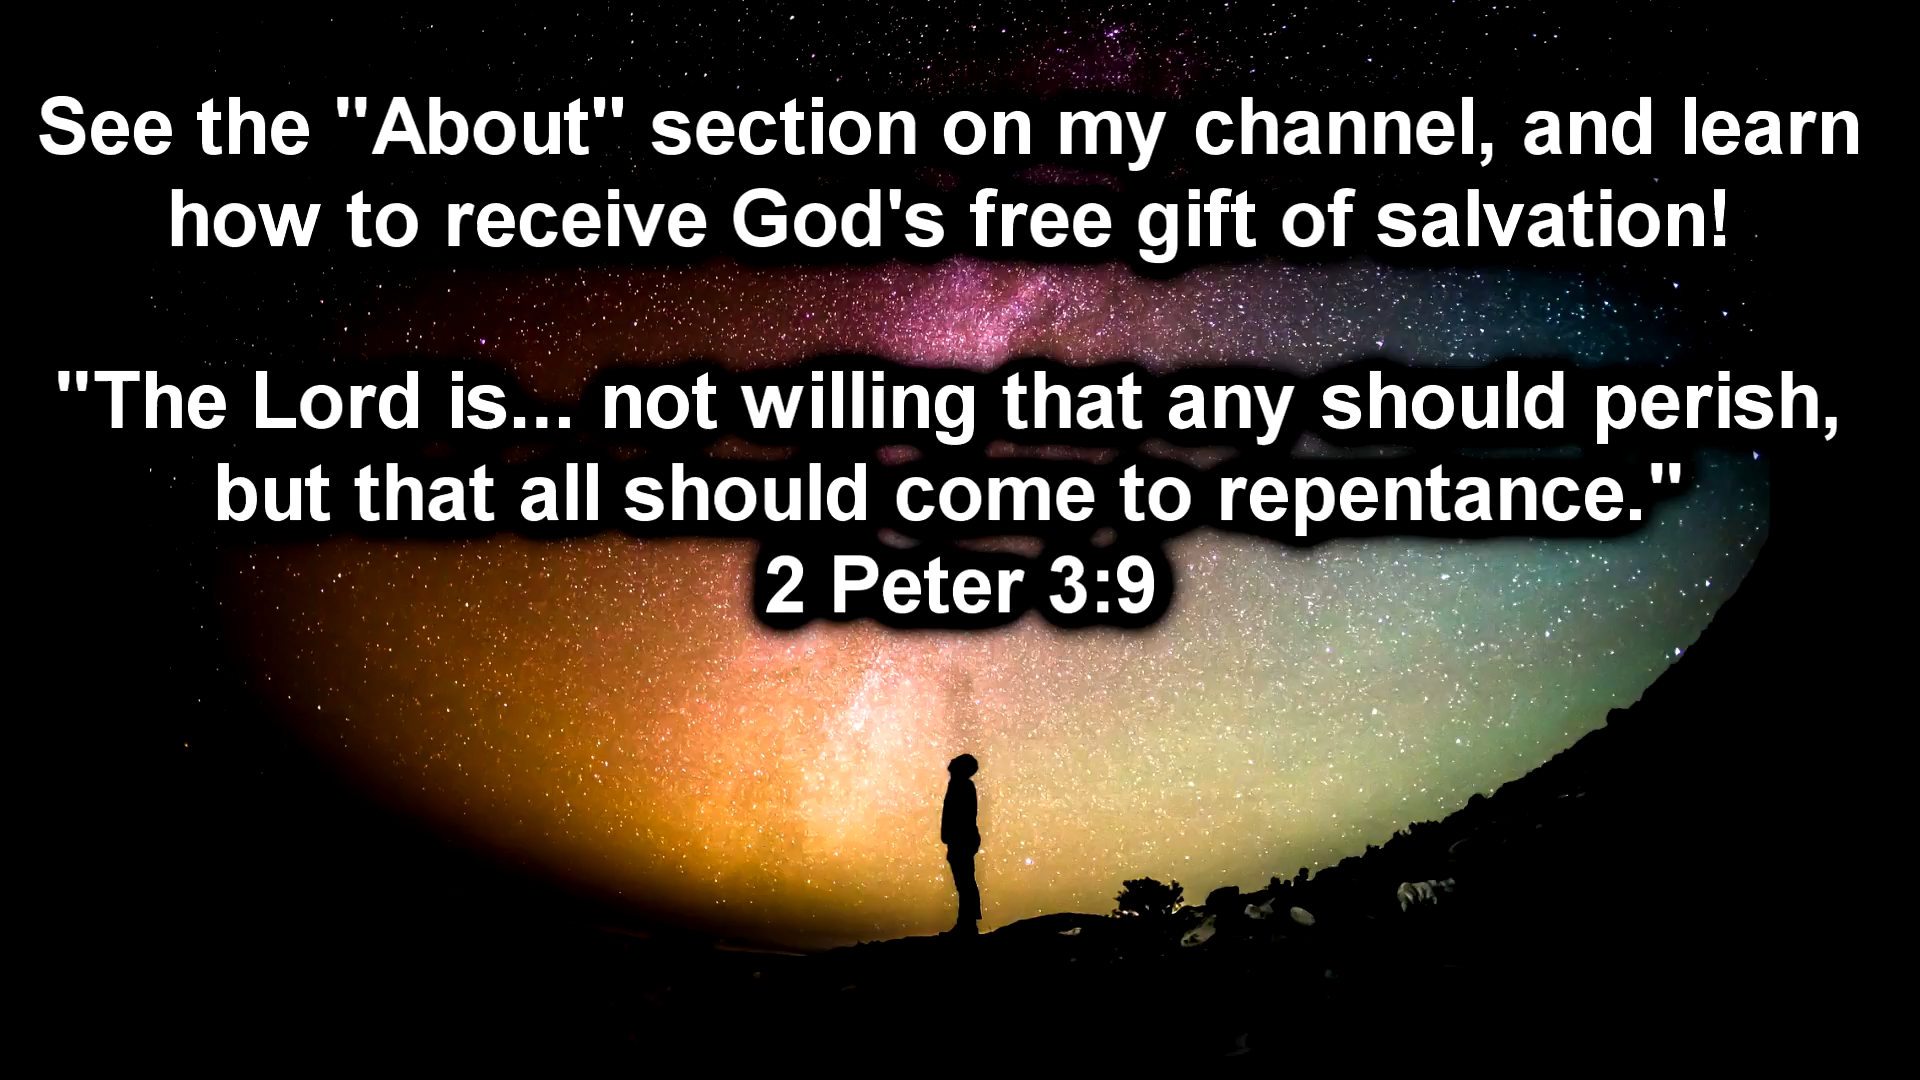 See the "About" section on my channel, and learn
how to receive God's free gift of salvation!
"The Lord is... not willing that any should perish,
but that all should come to repentance."
2 Peter 3:9